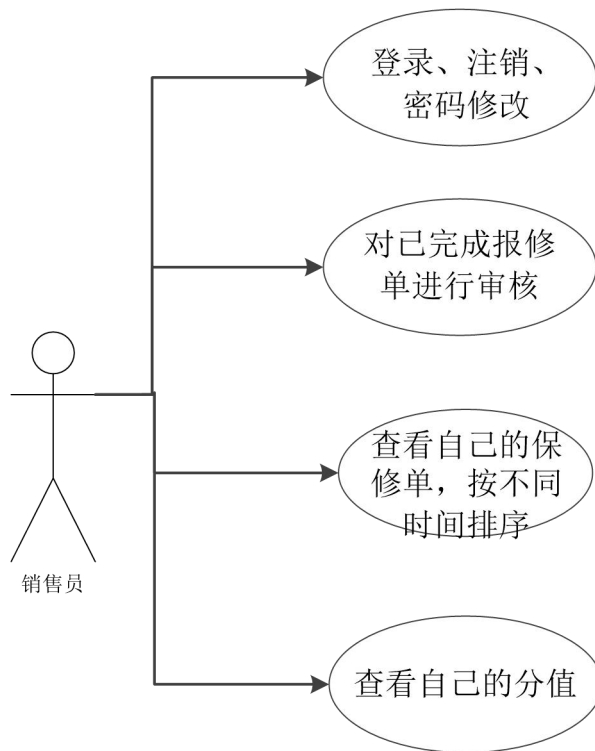 登录、注销、
密码修改
对已完成报修
单进行审核
查看自己的保
修单，按不同
时间排序
销售员
查看自己的分值